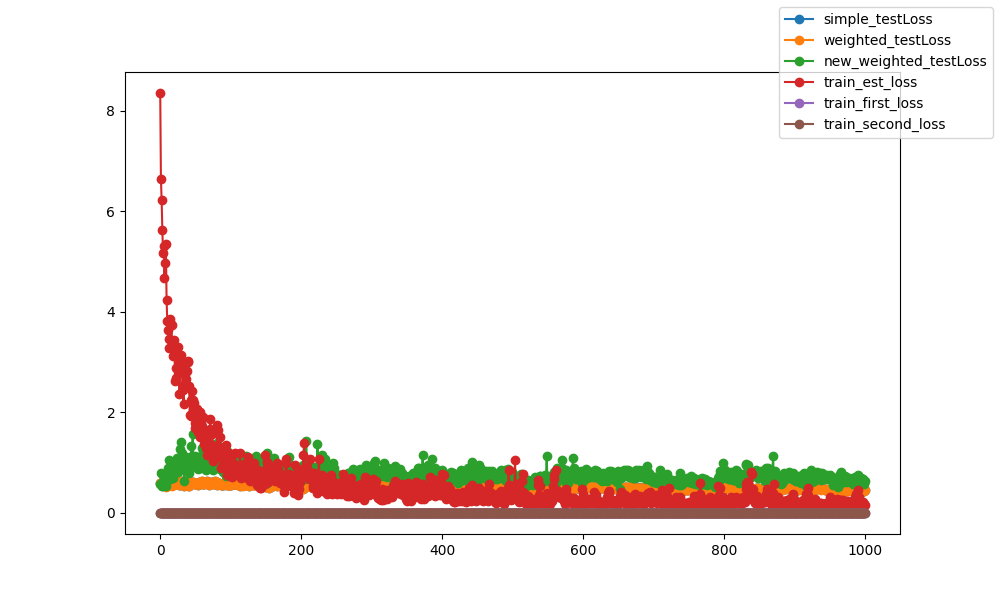 simple_testLoss
weighted_testLoss
new_weighted_testLoss
train_est_loss
train_first_loss
train_second_loss
8
6
4
2
0
0 200 400 600 800 1000